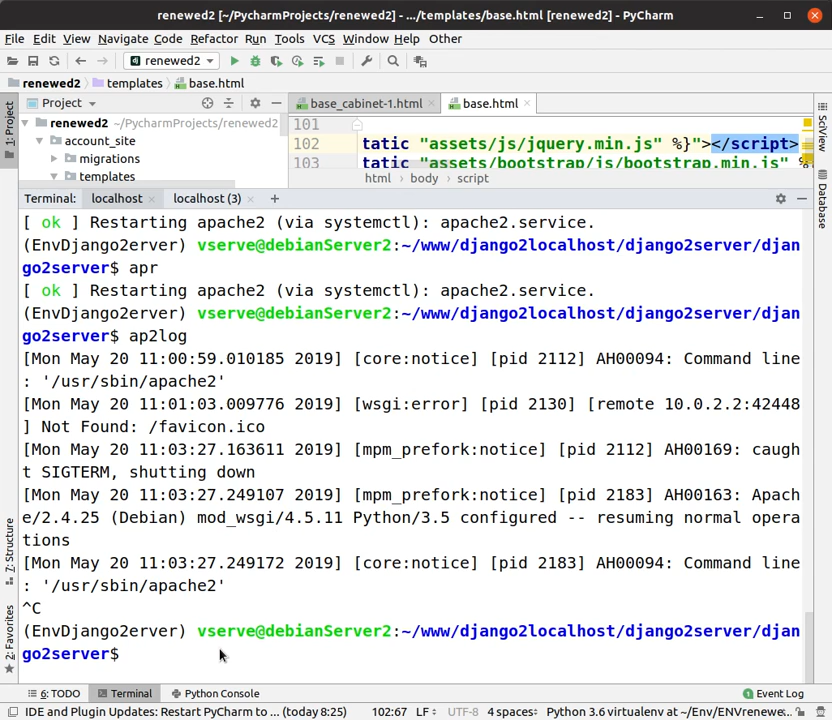 renewed2 [~/PycharmProjects/renewed2] - .../templates/base.html [renewed2] - PyCharm
File Edit View Navigate Code Refactor Run Tools VCS Window Help Other
renewed2
renewed2 templates base.html
1: Project
Project
base_cabinet-1.html
base.html
SciView
Database
renewed2 ~/PycharmProjects/renewed2
account_site
migrations
templates
101
102 tatic "assets/js/jquery.min.js" %}"></script>
103 tatic "assets/bootstrap/js/bootstrap.min.js" %
html › body › script
Terminal: localhost localhost (3) +
[ ok ] Restarting apache2 (via systemctl): apache2.service.
(EnvDjango2erver) vserve@debianServer2:~/www/django2localhost/django2server/djan
go2server$ apr
[ ok ] Restarting apache2 (via systemctl): apache2.service.
(EnvDjango2erver) vserve@debianServer2:~/www/django2localhost/django2server/djan
go2server$ ap2log
[Mon May 20 11:00:59.010185 2019] [core:notice] [pid 2112] AH00094: Command line
: '/usr/sbin/apache2'
[Mon May 20 11:01:03.009776 2019] [wsgi:error] [pid 2130] [remote 10.0.2.2:42448
] Not Found: /favicon.ico
[Mon May 20 11:03:27.163611 2019] [mpm_prefork:notice] [pid 2112] AH00169: caugh
t SIGTERM, shutting down
[Mon May 20 11:03:27.249107 2019] [mpm_prefork:notice] [pid 2183] AH00163: Apach
e/2.4.25 (Debian) mod_wsgi/4.5.11 Python/3.5 configured -- resuming normal opera
tions
[Mon May 20 11:03:27.249172 2019] [core:notice] [pid 2183] AH00094: Command line
: '/usr/sbin/apache2'
^C
(EnvDjango2erver) vserve@debianServer2:~/www/django2localhost/django2server/djan
go2server$
7: Structure
2: Favorites
6: TODO Terminal Python Console 1 Event Log
IDE and Plugin Updates: Restart PyCharm to ... (today 8:25) 102:67 LF UTF-8 4 spaces Python 3.6 virtualenv at ~/Env/ENVrenewe...